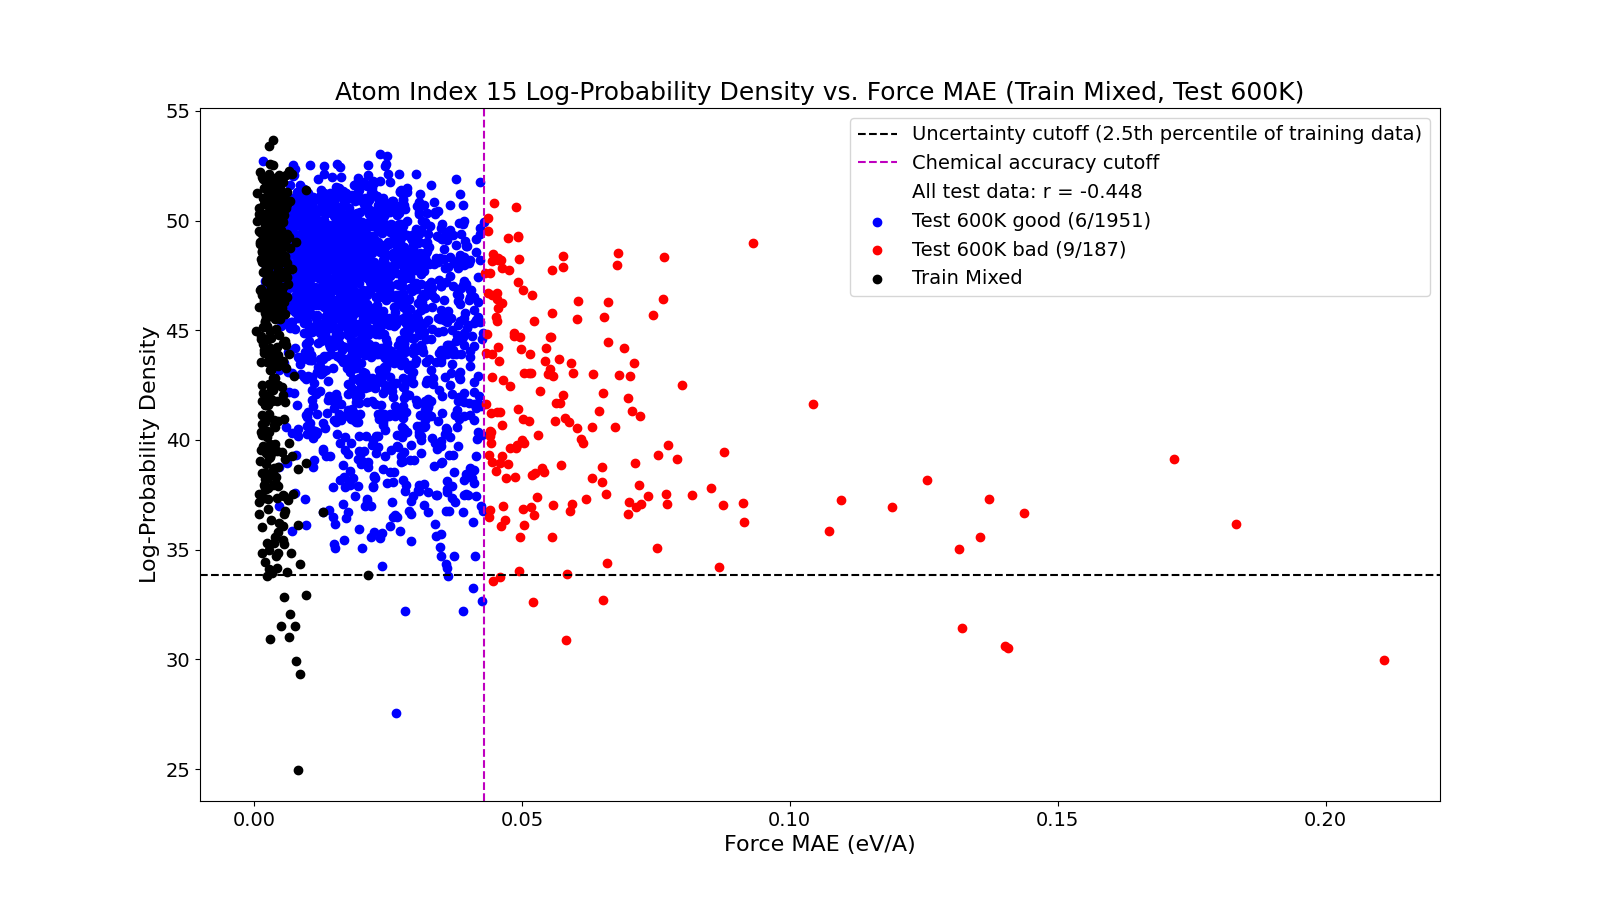 Atom Index 15 Log-Probability Density vs. Force MAE (Train Mixed, Test 600K)
Log-Probability Density
55
50
45
40
35
30
25
Uncertainty cutoff (2.5th percentile of training data)
Chemical accuracy cutoff
All test data: r = -0.448
Test 600K good (6/1951)
Test 600K bad (9/187)
Train Mixed
0.00 0.05 0.10 0.15 0.20
Force MAE (eV/A)